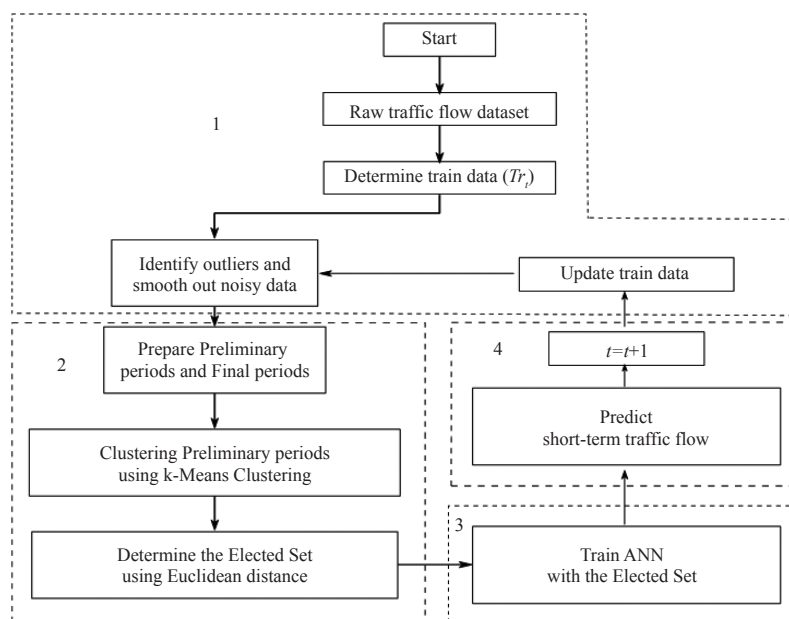 Start
1
Raw traffic flow dataset
Determine train data (Tr_t)
Identify outliers and
smooth out noisy data
Update train data
2
Prepare Preliminary
periods and Final periods
4
t=t+1
Predict
short-term traffic flow
Clustering Preliminary periods
using k-Means Clustering
Determine the Elected Set
using Euclidean distance
3
Train ANN
with the Elected Set